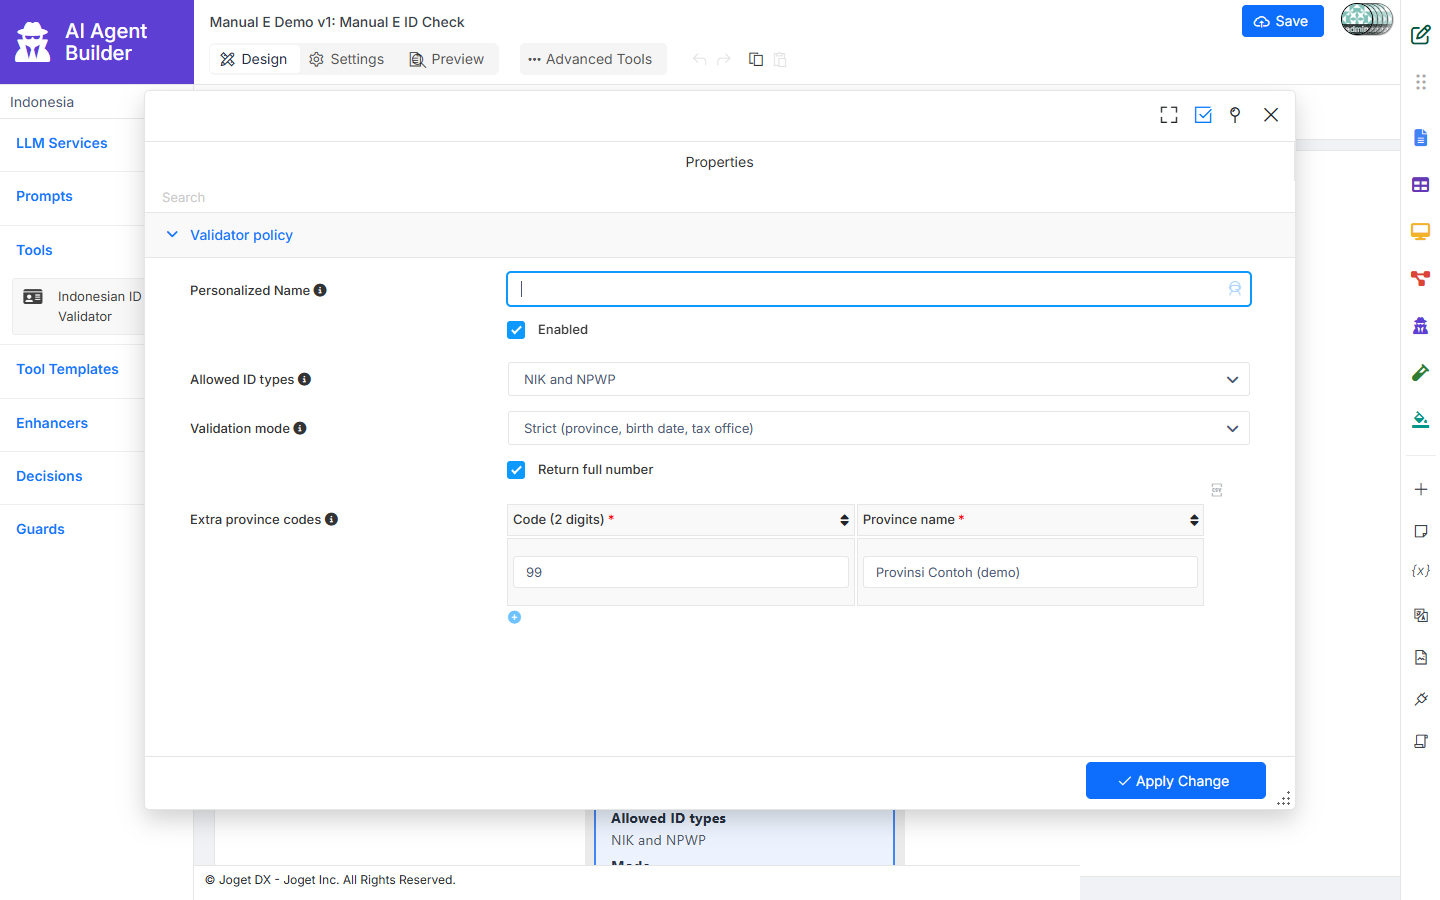 AI Agent
Builder
Manual E Demo v1: Manual E ID Check
Save
admin
Design
Settings
Preview
Advanced Tools
Indonesia
LLM Services
Prompts
Tools
Indonesian ID
Validator
Tool Templates
Enhancers
Decisions
Guards
Properties
Search
Validator policy
Personalized Name
Enabled
Allowed ID types
NIK and NPWP
Validation mode
Strict (province, birth date, tax office)
Return full number
CSV
Extra province codes
Code (2 digits) *
Province name *
99
Provinsi Contoh (demo)
Apply Change
Allowed ID types
NIK and NPWP
Mode
© Joget DX - Joget Inc. All Rights Reserved.
{x}